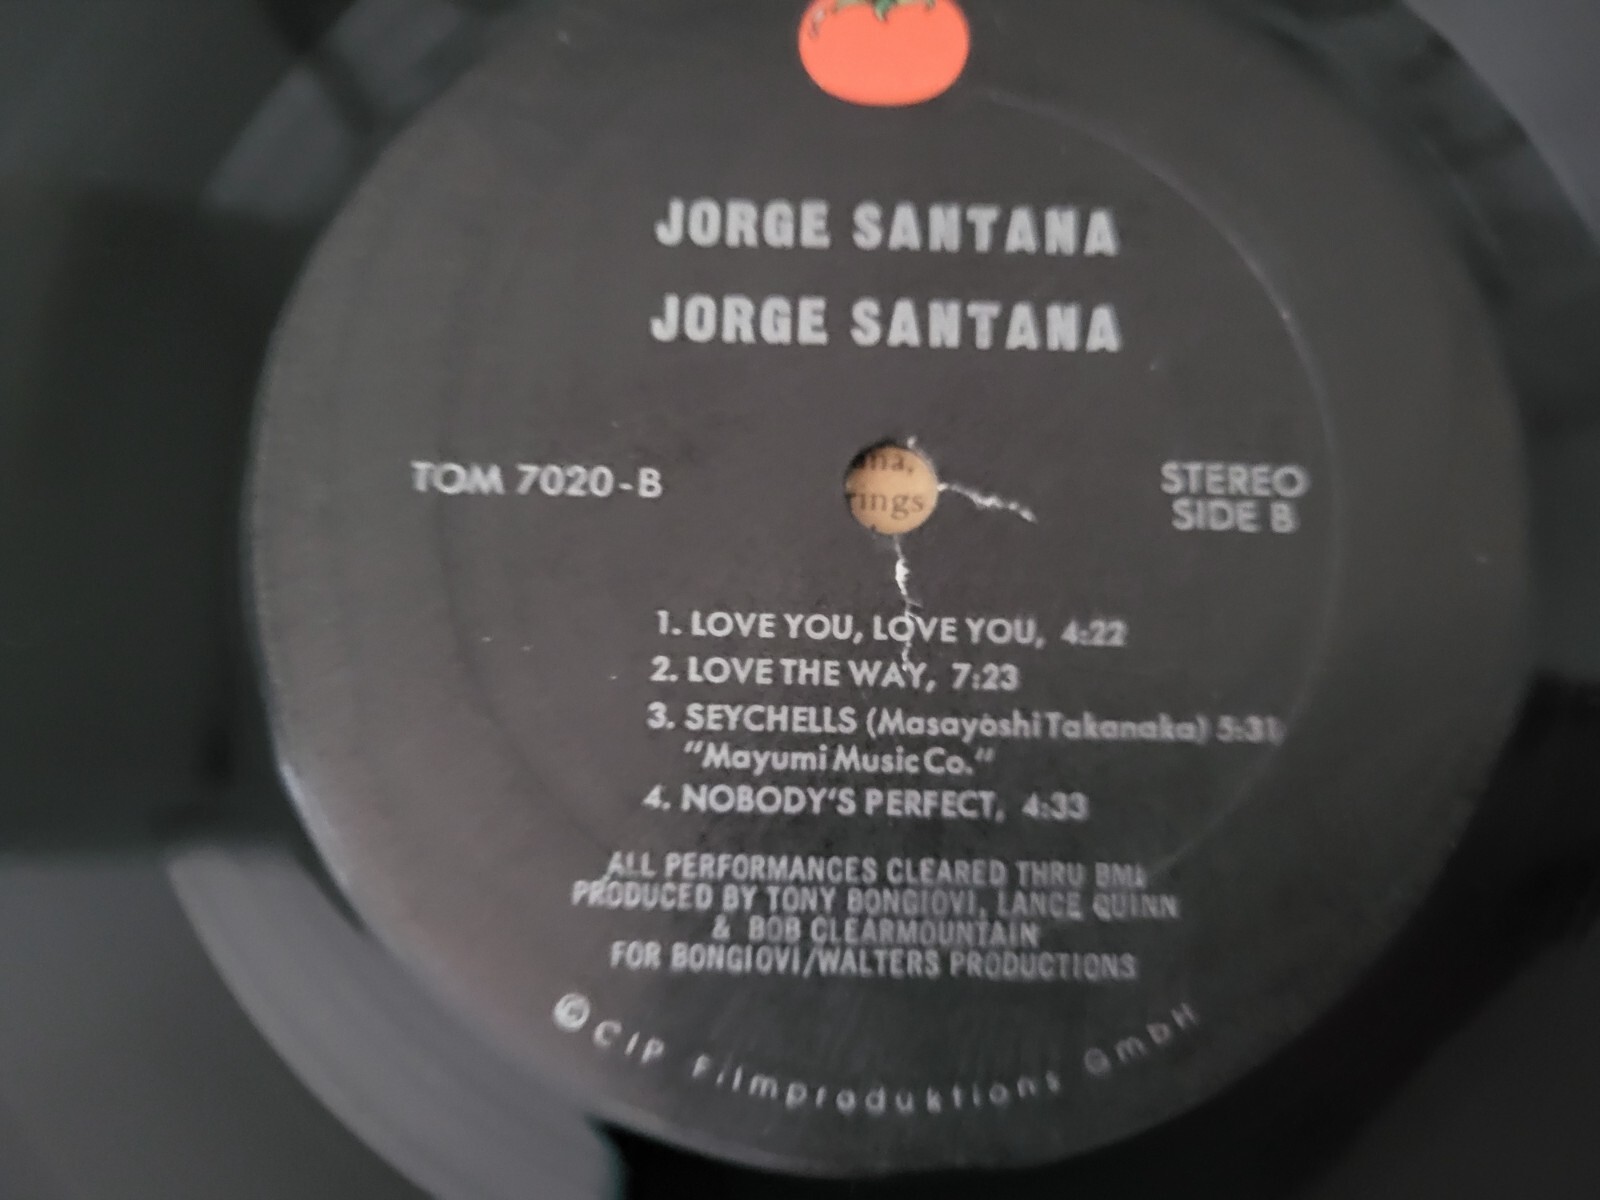 JORGE SANTANA
JORGE SANTANA
TOM 7020-B
ana,
rings
STEREO
SIDE B
1. LOVE YOU, LOVE YOU, 4:22
2. LOVE THE WAY, 7:23
3. SEYCHELLS (Masayoshi Takanaka) 5:31
"Mayumi Music Co."
4. NOBODY'S PERFECT, 4:33
ALL PERFORMANCES CLEARED THRU BMI
PRODUCED BY TONY BONGIOVI, LANCE QUINN
& BOB CLEARMOUNTAIN
FOR BONGIOVI/WALTERS PRODUCTIONS
© CIP Filmproduktions GmbH